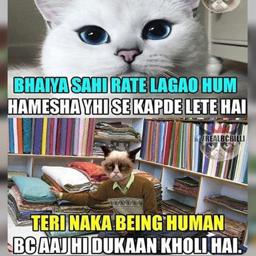 BHAIYA SAHI RATE LAGAO HUM
HAMESHA YHI SE KAPDE LETE HAI
/REALBCBILLI
TERI NAKA BEING HUMAN
BC AAJ HI DUKAAN KHOLI HAI.